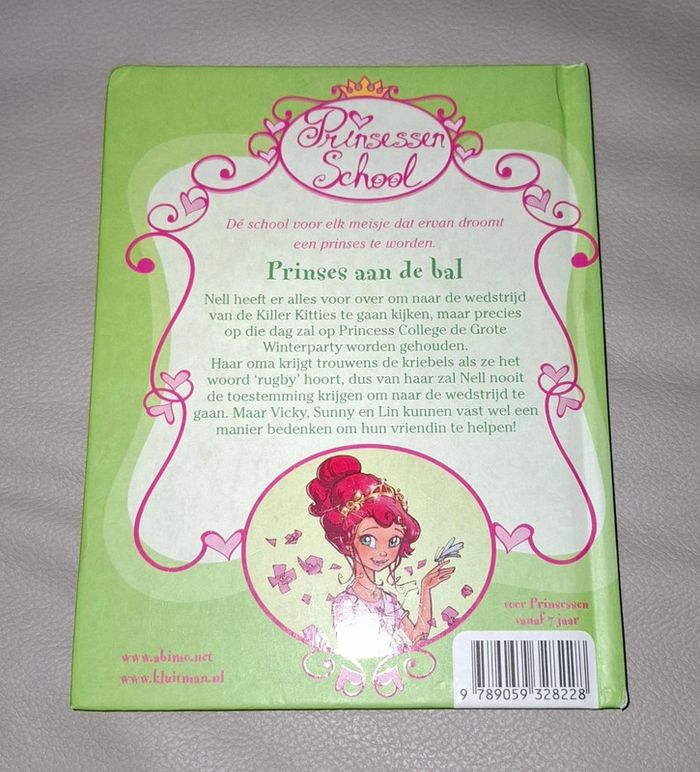 Prinsessen
School
Dé school voor elk meisje dat ervan droomt
een prinses te worden.
Prinses aan de bal
Nell heeft er alles voor over om naar de wedstrijd
van de Killer Kitties te gaan kijken, maar precies
op die dag zal op Princess College de Grote
Winterparty worden gehouden.
Haar oma krijgt trouwens de kriebels als ze het
woord ‘rugby’ hoort, dus van haar zal Nell nooit
de toestemming krijgen om naar de wedstrijd te
gaan. Maar Vicky, Sunny en Lin kunnen vast wel een
manier bedenken om hun vriendin te helpen!
voor Prinsessen
vanaf 7 jaar
www.abimo.net
www.kluitman.nl
9 789059 328228